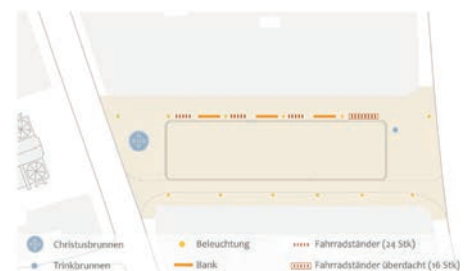 Christusbrunnen
Beleuchtung
Fahrradständer (24 Stk)
Trinkbrunnen
Bank
Fahrradständer überdacht (16 Stk)